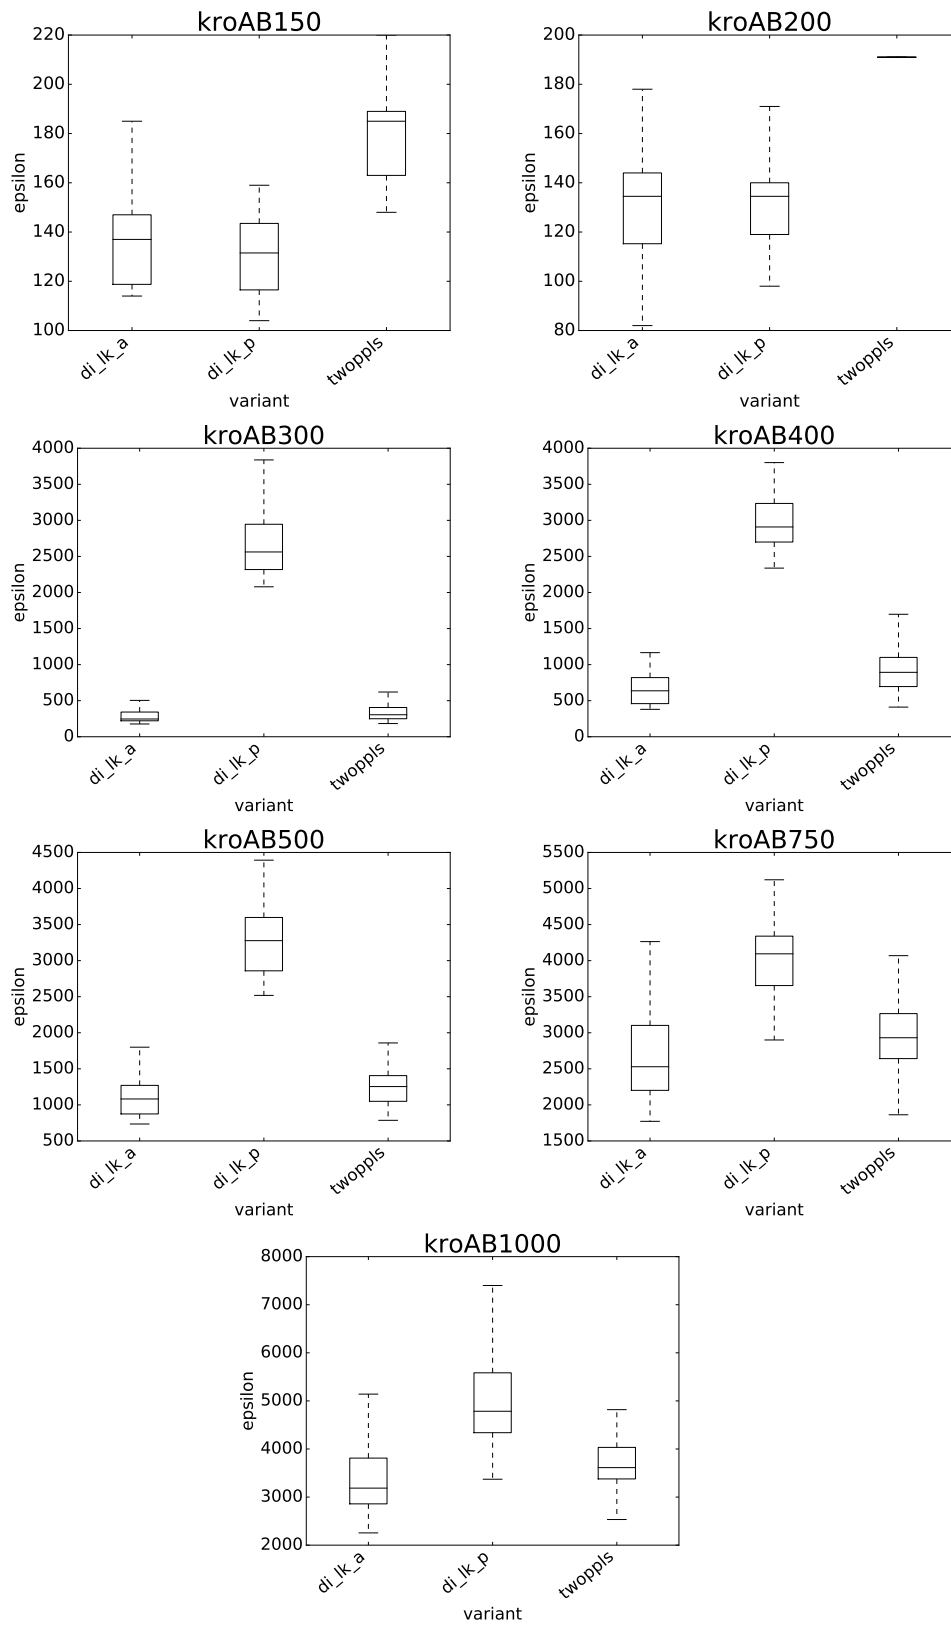 kroAB150
220
200
180
160
140
120
100
epsilon
di_lk_a
di_lk_p
twoppls
variant
kroAB200
200
180
160
140
120
100
80
epsilon
di_lk_a
di_lk_p
twoppls
variant
kroAB300
4000
3500
3000
2500
2000
1500
1000
500
0
epsilon
di_lk_a
di_lk_p
twoppls
variant
kroAB400
4000
3500
3000
2500
2000
1500
1000
500
0
epsilon
di_lk_a
di_lk_p
twoppls
variant
kroAB500
4500
4000
3500
3000
2500
2000
1500
1000
500
epsilon
di_lk_a
di_lk_p
twoppls
variant
kroAB750
5500
5000
4500
4000
3500
3000
2500
2000
1500
epsilon
di_lk_a
di_lk_p
twoppls
variant
kroAB1000
8000
7000
6000
5000
4000
3000
2000
epsilon
di_lk_a
di_lk_p
twoppls
variant